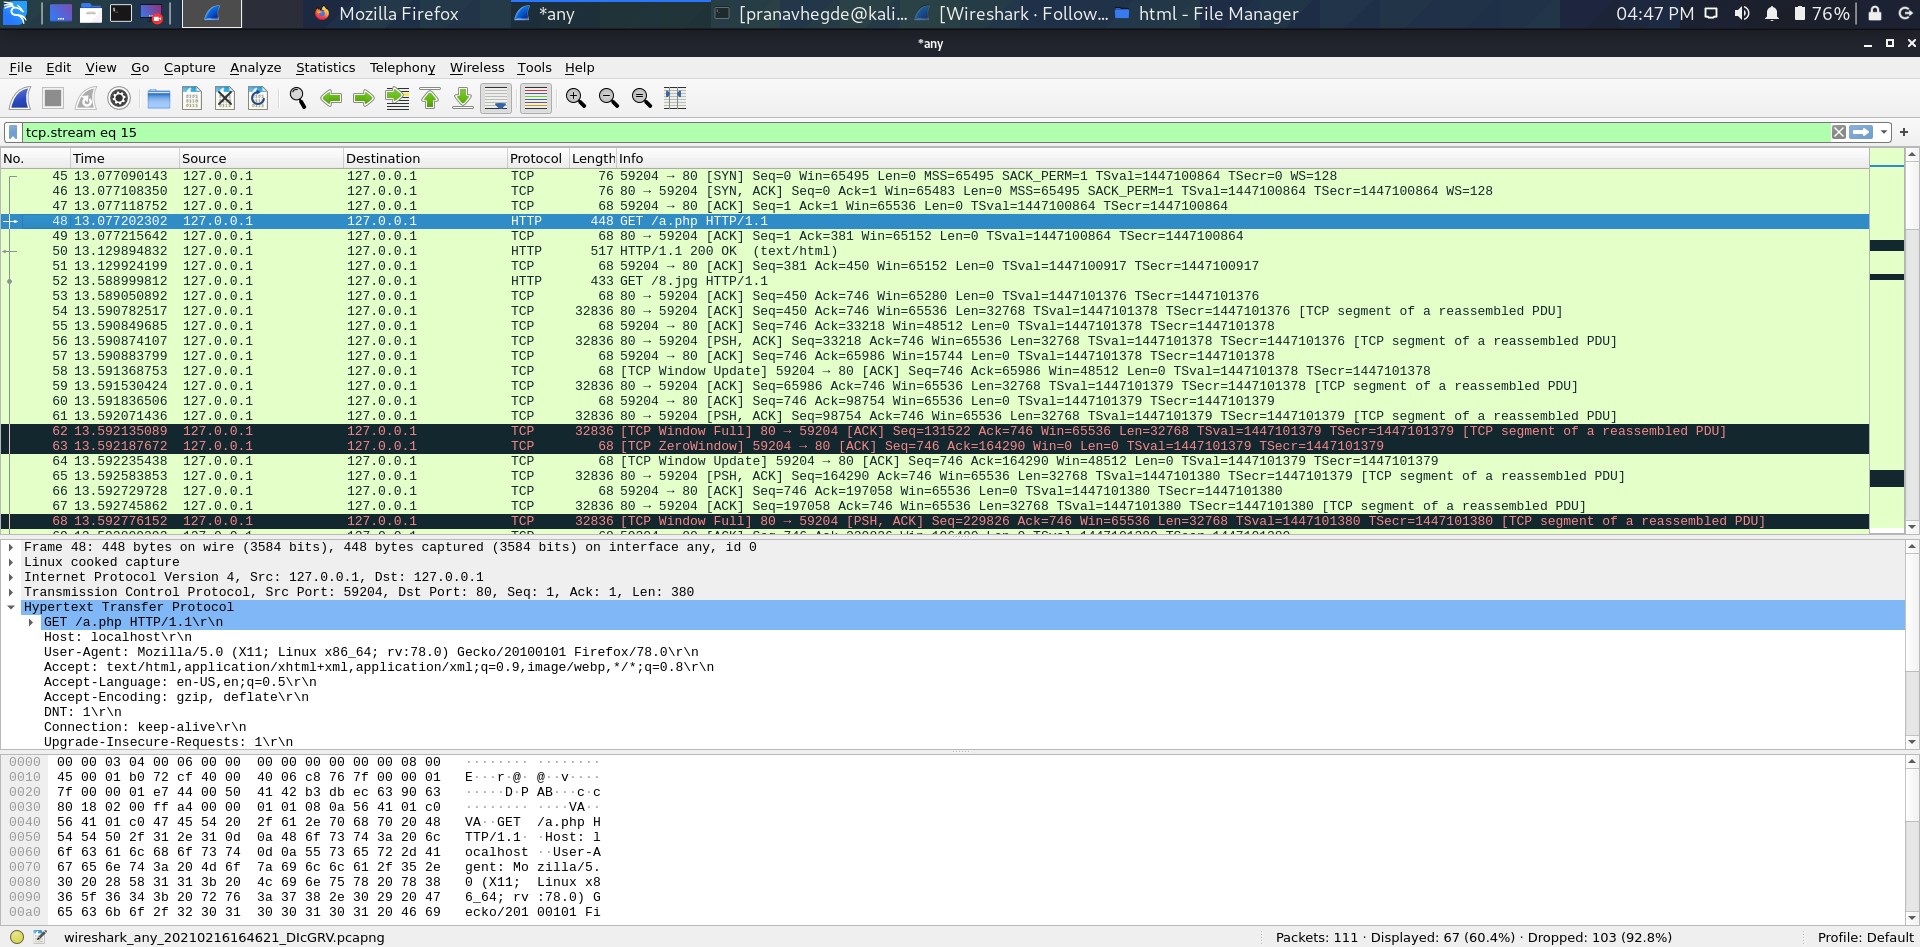 Mozilla Firefox *any [pranavhegde@kali... [Wireshark · Follow... html - File Manager 04:47 PM 76%
*any
File Edit View Go Capture Analyze Statistics Telephony Wireless Tools Help
tcp.stream eq 15
No. Time Source Destination Protocol Length Info
45 13.077090143 127.0.0.1 127.0.0.1 TCP 76 59204 → 80 [SYN] Seq=0 Win=65495 Len=0 MSS=65495 SACK_PERM=1 TSval=1447100864 TSecr=0 WS=128
46 13.077108350 127.0.0.1 127.0.0.1 TCP 76 80 → 59204 [SYN, ACK] Seq=0 Ack=1 Win=65483 Len=0 MSS=65495 SACK_PERM=1 TSval=1447100864 TSecr=1447100864 WS=128
47 13.077118752 127.0.0.1 127.0.0.1 TCP 68 59204 → 80 [ACK] Seq=1 Ack=1 Win=65536 Len=0 TSval=1447100864 TSecr=1447100864
48 13.077202302 127.0.0.1 127.0.0.1 HTTP 448 GET /a.php HTTP/1.1
49 13.077215642 127.0.0.1 127.0.0.1 TCP 68 80 → 59204 [ACK] Seq=1 Ack=381 Win=65152 Len=0 TSval=1447100864 TSecr=1447100864
50 13.129894832 127.0.0.1 127.0.0.1 HTTP 517 HTTP/1.1 200 OK (text/html)
51 13.129924199 127.0.0.1 127.0.0.1 TCP 68 59204 → 80 [ACK] Seq=381 Ack=450 Win=65152 Len=0 TSval=1447100917 TSecr=1447100917
52 13.588999812 127.0.0.1 127.0.0.1 HTTP 433 GET /8.jpg HTTP/1.1
53 13.589050892 127.0.0.1 127.0.0.1 TCP 68 80 → 59204 [ACK] Seq=450 Ack=746 Win=65280 Len=0 TSval=1447101376 TSecr=1447101376
54 13.590782517 127.0.0.1 127.0.0.1 TCP 32836 80 → 59204 [ACK] Seq=450 Ack=746 Win=65536 Len=32768 TSval=1447101378 TSecr=1447101376 [TCP segment of a reassembled PDU]
55 13.590849685 127.0.0.1 127.0.0.1 TCP 68 59204 → 80 [ACK] Seq=746 Ack=33218 Win=48512 Len=0 TSval=1447101378 TSecr=1447101378
56 13.590874107 127.0.0.1 127.0.0.1 TCP 32836 80 → 59204 [PSH, ACK] Seq=33218 Ack=746 Win=65536 Len=32768 TSval=1447101378 TSecr=1447101376 [TCP segment of a reassembled PDU]
57 13.590883799 127.0.0.1 127.0.0.1 TCP 68 59204 → 80 [ACK] Seq=746 Ack=65986 Win=15744 Len=0 TSval=1447101378 TSecr=1447101378
58 13.591368753 127.0.0.1 127.0.0.1 TCP 68 [TCP Window Update] 59204 → 80 [ACK] Seq=746 Ack=65986 Win=48512 Len=0 TSval=1447101378 TSecr=1447101378
59 13.591530424 127.0.0.1 127.0.0.1 TCP 32836 80 → 59204 [ACK] Seq=65986 Ack=746 Win=65536 Len=32768 TSval=1447101379 TSecr=1447101378 [TCP segment of a reassembled PDU]
60 13.591836506 127.0.0.1 127.0.0.1 TCP 68 59204 → 80 [ACK] Seq=746 Ack=98754 Win=65536 Len=0 TSval=1447101379 TSecr=1447101379
61 13.592071436 127.0.0.1 127.0.0.1 TCP 32836 80 → 59204 [PSH, ACK] Seq=98754 Ack=746 Win=65536 Len=32768 TSval=1447101379 TSecr=1447101379 [TCP segment of a reassembled PDU]
62 13.592135089 127.0.0.1 127.0.0.1 TCP 32836 [TCP Window Full] 80 → 59204 [ACK] Seq=131522 Ack=746 Win=65536 Len=32768 TSval=1447101379 TSecr=1447101379 [TCP segment of a reassembled PDU]
63 13.592187672 127.0.0.1 127.0.0.1 TCP 68 [TCP ZeroWindow] 59204 → 80 [ACK] Seq=746 Ack=164290 Win=0 Len=0 TSval=1447101379 TSecr=1447101379
64 13.592235438 127.0.0.1 127.0.0.1 TCP 68 [TCP Window Update] 59204 → 80 [ACK] Seq=746 Ack=164290 Win=48512 Len=0 TSval=1447101379 TSecr=1447101379
65 13.592583853 127.0.0.1 127.0.0.1 TCP 32836 80 → 59204 [PSH, ACK] Seq=164290 Ack=746 Win=65536 Len=32768 TSval=1447101380 TSecr=1447101379 [TCP segment of a reassembled PDU]
66 13.592729728 127.0.0.1 127.0.0.1 TCP 68 59204 → 80 [ACK] Seq=746 Ack=197058 Win=65536 Len=0 TSval=1447101380 TSecr=1447101380
67 13.592745862 127.0.0.1 127.0.0.1 TCP 32836 80 → 59204 [ACK] Seq=197058 Ack=746 Win=65536 Len=32768 TSval=1447101380 TSecr=1447101380 [TCP segment of a reassembled PDU]
68 13.592776152 127.0.0.1 127.0.0.1 TCP 32836 [TCP Window Full] 80 → 59204 [PSH, ACK] Seq=229826 Ack=746 Win=65536 Len=32768 TSval=1447101380 TSecr=1447101380 [TCP segment of a reassembled PDU]
Frame 48: 448 bytes on wire (3584 bits), 448 bytes captured (3584 bits) on interface any, id 0
Linux cooked capture
Internet Protocol Version 4, Src: 127.0.0.1, Dst: 127.0.0.1
Transmission Control Protocol, Src Port: 59204, Dst Port: 80, Seq: 1, Ack: 1, Len: 380
Hypertext Transfer Protocol
GET /a.php HTTP/1.1\r\n
Host: localhost\r\n
User-Agent: Mozilla/5.0 (X11; Linux x86_64; rv:78.0) Gecko/20100101 Firefox/78.0\r\n
Accept: text/html,application/xhtml+xml,application/xml;q=0.9,image/webp,*/*;q=0.8\r\n
Accept-Language: en-US,en;q=0.5\r\n
Accept-Encoding: gzip, deflate\r\n
DNT: 1\r\n
Connection: keep-alive\r\n
Upgrade-Insecure-Requests: 1\r\n
0000 00 00 03 04 00 06 00 00 00 00 00 00 00 00 08 00 ········ ········
0010 45 00 01 b0 72 cf 40 00 40 06 c8 76 7f 00 00 01 E···r·@· @··v····
0020 7f 00 00 01 e7 44 00 50 41 42 b3 db ec 63 90 63 ·····D·P AB···c·c
0030 80 18 02 00 ff a4 00 00 01 01 08 0a 56 41 01 c0 ········ ····VA··
0040 56 41 01 c0 47 45 54 20 2f 61 2e 70 68 70 20 48 VA··GET /a.php H
0050 54 54 50 2f 31 2e 31 0d 0a 48 6f 73 74 3a 20 6c TTP/1.1· ·Host: l
0060 6f 63 61 6c 68 6f 73 74 0d 0a 55 73 65 72 2d 41 ocalhost ··User-A
0070 67 65 6e 74 3a 20 4d 6f 7a 69 6c 6c 61 2f 35 2e gent: Mo zilla/5.
0080 30 20 28 58 31 31 3b 20 4c 69 6e 75 78 20 78 38 0 (X11; Linux x8
0090 36 5f 36 34 3b 20 72 76 3a 37 38 2e 30 29 20 47 6_64; rv :78.0) G
00a0 65 63 6b 6f 2f 32 30 31 30 30 31 30 31 20 46 69 ecko/201 00101 Fi
wireshark_any_20210216164621_DIcGRV.pcapng Packets: 111 · Displayed: 67 (60.4%) · Dropped: 103 (92.8%) Profile: Default